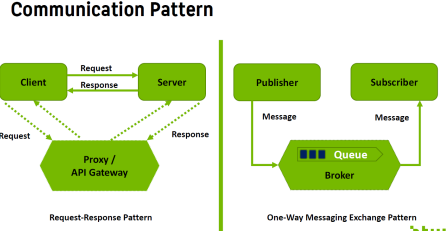 Communication Pattern
Client
Request
Response
Server
Request
Response
Proxy /
API Gateway
Request-Response Pattern
Publisher
Subscriber
Message
Message
Queue
Broker
One-Way Messaging Exchange Pattern